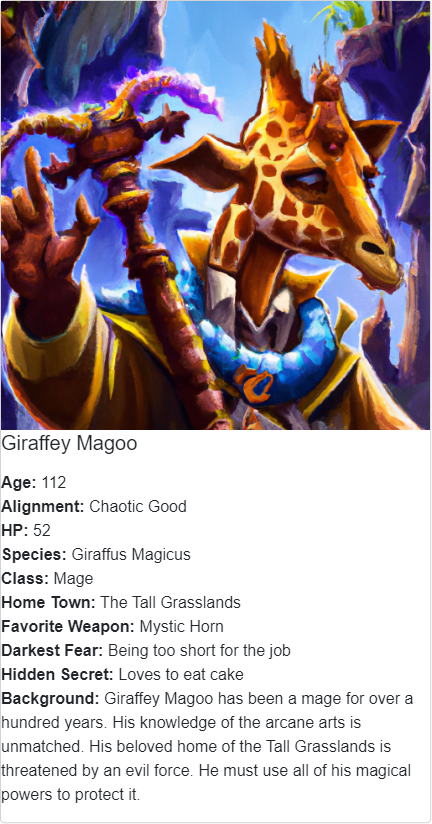 Giraffey Magoo
Age: 112
Alignment: Chaotic Good
HP: 52
Species: Giraffus Magicus
Class: Mage
Home Town: The Tall Grasslands
Favorite Weapon: Mystic Horn
Darkest Fear: Being too short for the job
Hidden Secret: Loves to eat cake
Background: Giraffey Magoo has been a mage for over a
hundred years. His knowledge of the arcane arts is
unmatched. His beloved home of the Tall Grasslands is
threatened by an evil force. He must use all of his magical
powers to protect it.